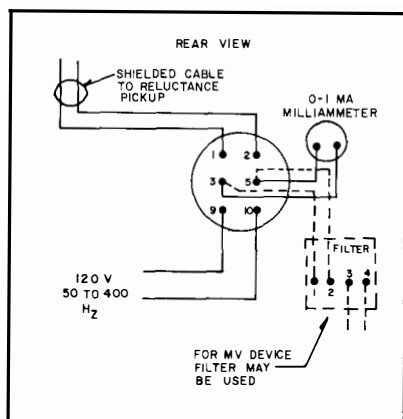 REAR VIEW
SHIELDED CABLE
TO RELUCTANCE
PICKUP
0-1 MA
MILLIAMMETER
1 2
3 5
9 10
FILTER
2 3 4
120 V
50 TO 400
HZ
FOR MV DEVICE
FILTER MAY
BE USED